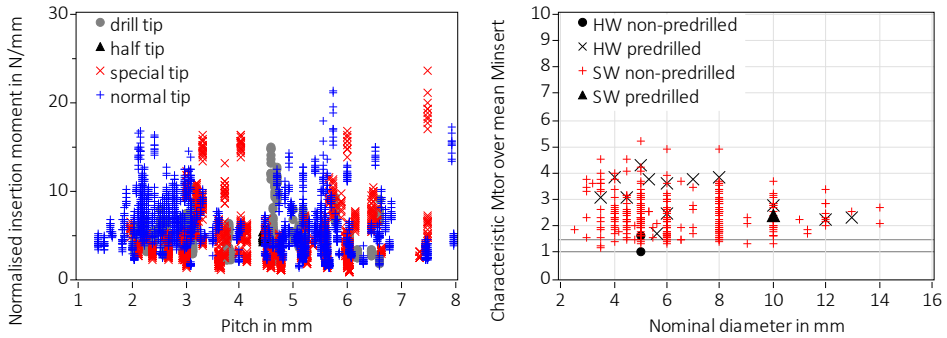 Normalised insertion moment in N/mm
30
20
10
0
drill tip
half tip
special tip
normal tip
1 2 3 4 5 6 7 8
Pitch in mm
Characteristic Mtor over mean Minsert
10
9
8
7
6
5
4
3
2
1
0
HW non-predrilled
HW predrilled
SW non-predrilled
SW predrilled
2 4 6 8 10 12 14 16
Nominal diameter in mm